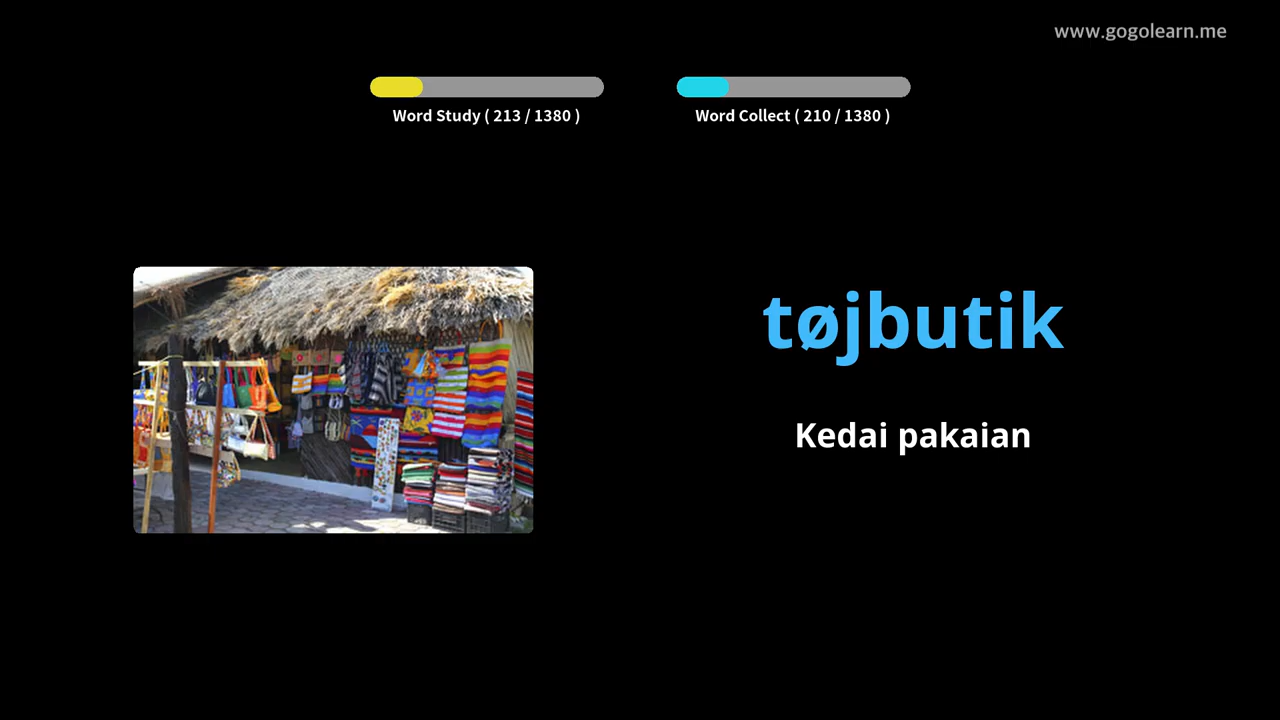 www.gogolearn.me
Word Study ( 213 / 1380 )
Word Collect ( 210 / 1380 )
tøjbutik
Kedai pakaian